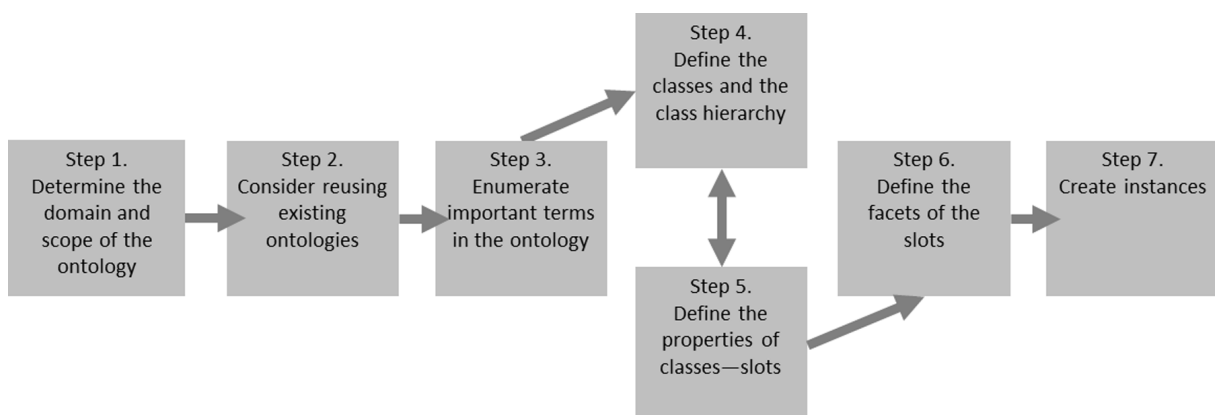 Step 1.
Determine the
domain and
scope of the
ontology
Step 2.
Consider reusing
existing
ontologies
Step 3.
Enumerate
important terms
in the ontology
Step 4.
Define the
classes and the
class hierarchy
Step 5.
Define the
properties of
classes—slots
Step 6.
Define the
facets of the
slots
Step 7.
Create instances